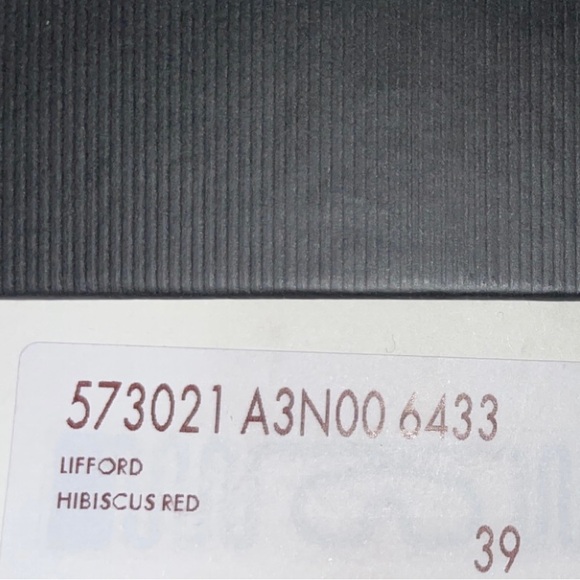 573021 A3N00 6433
LIFFORD
HIBISCUS RED
39